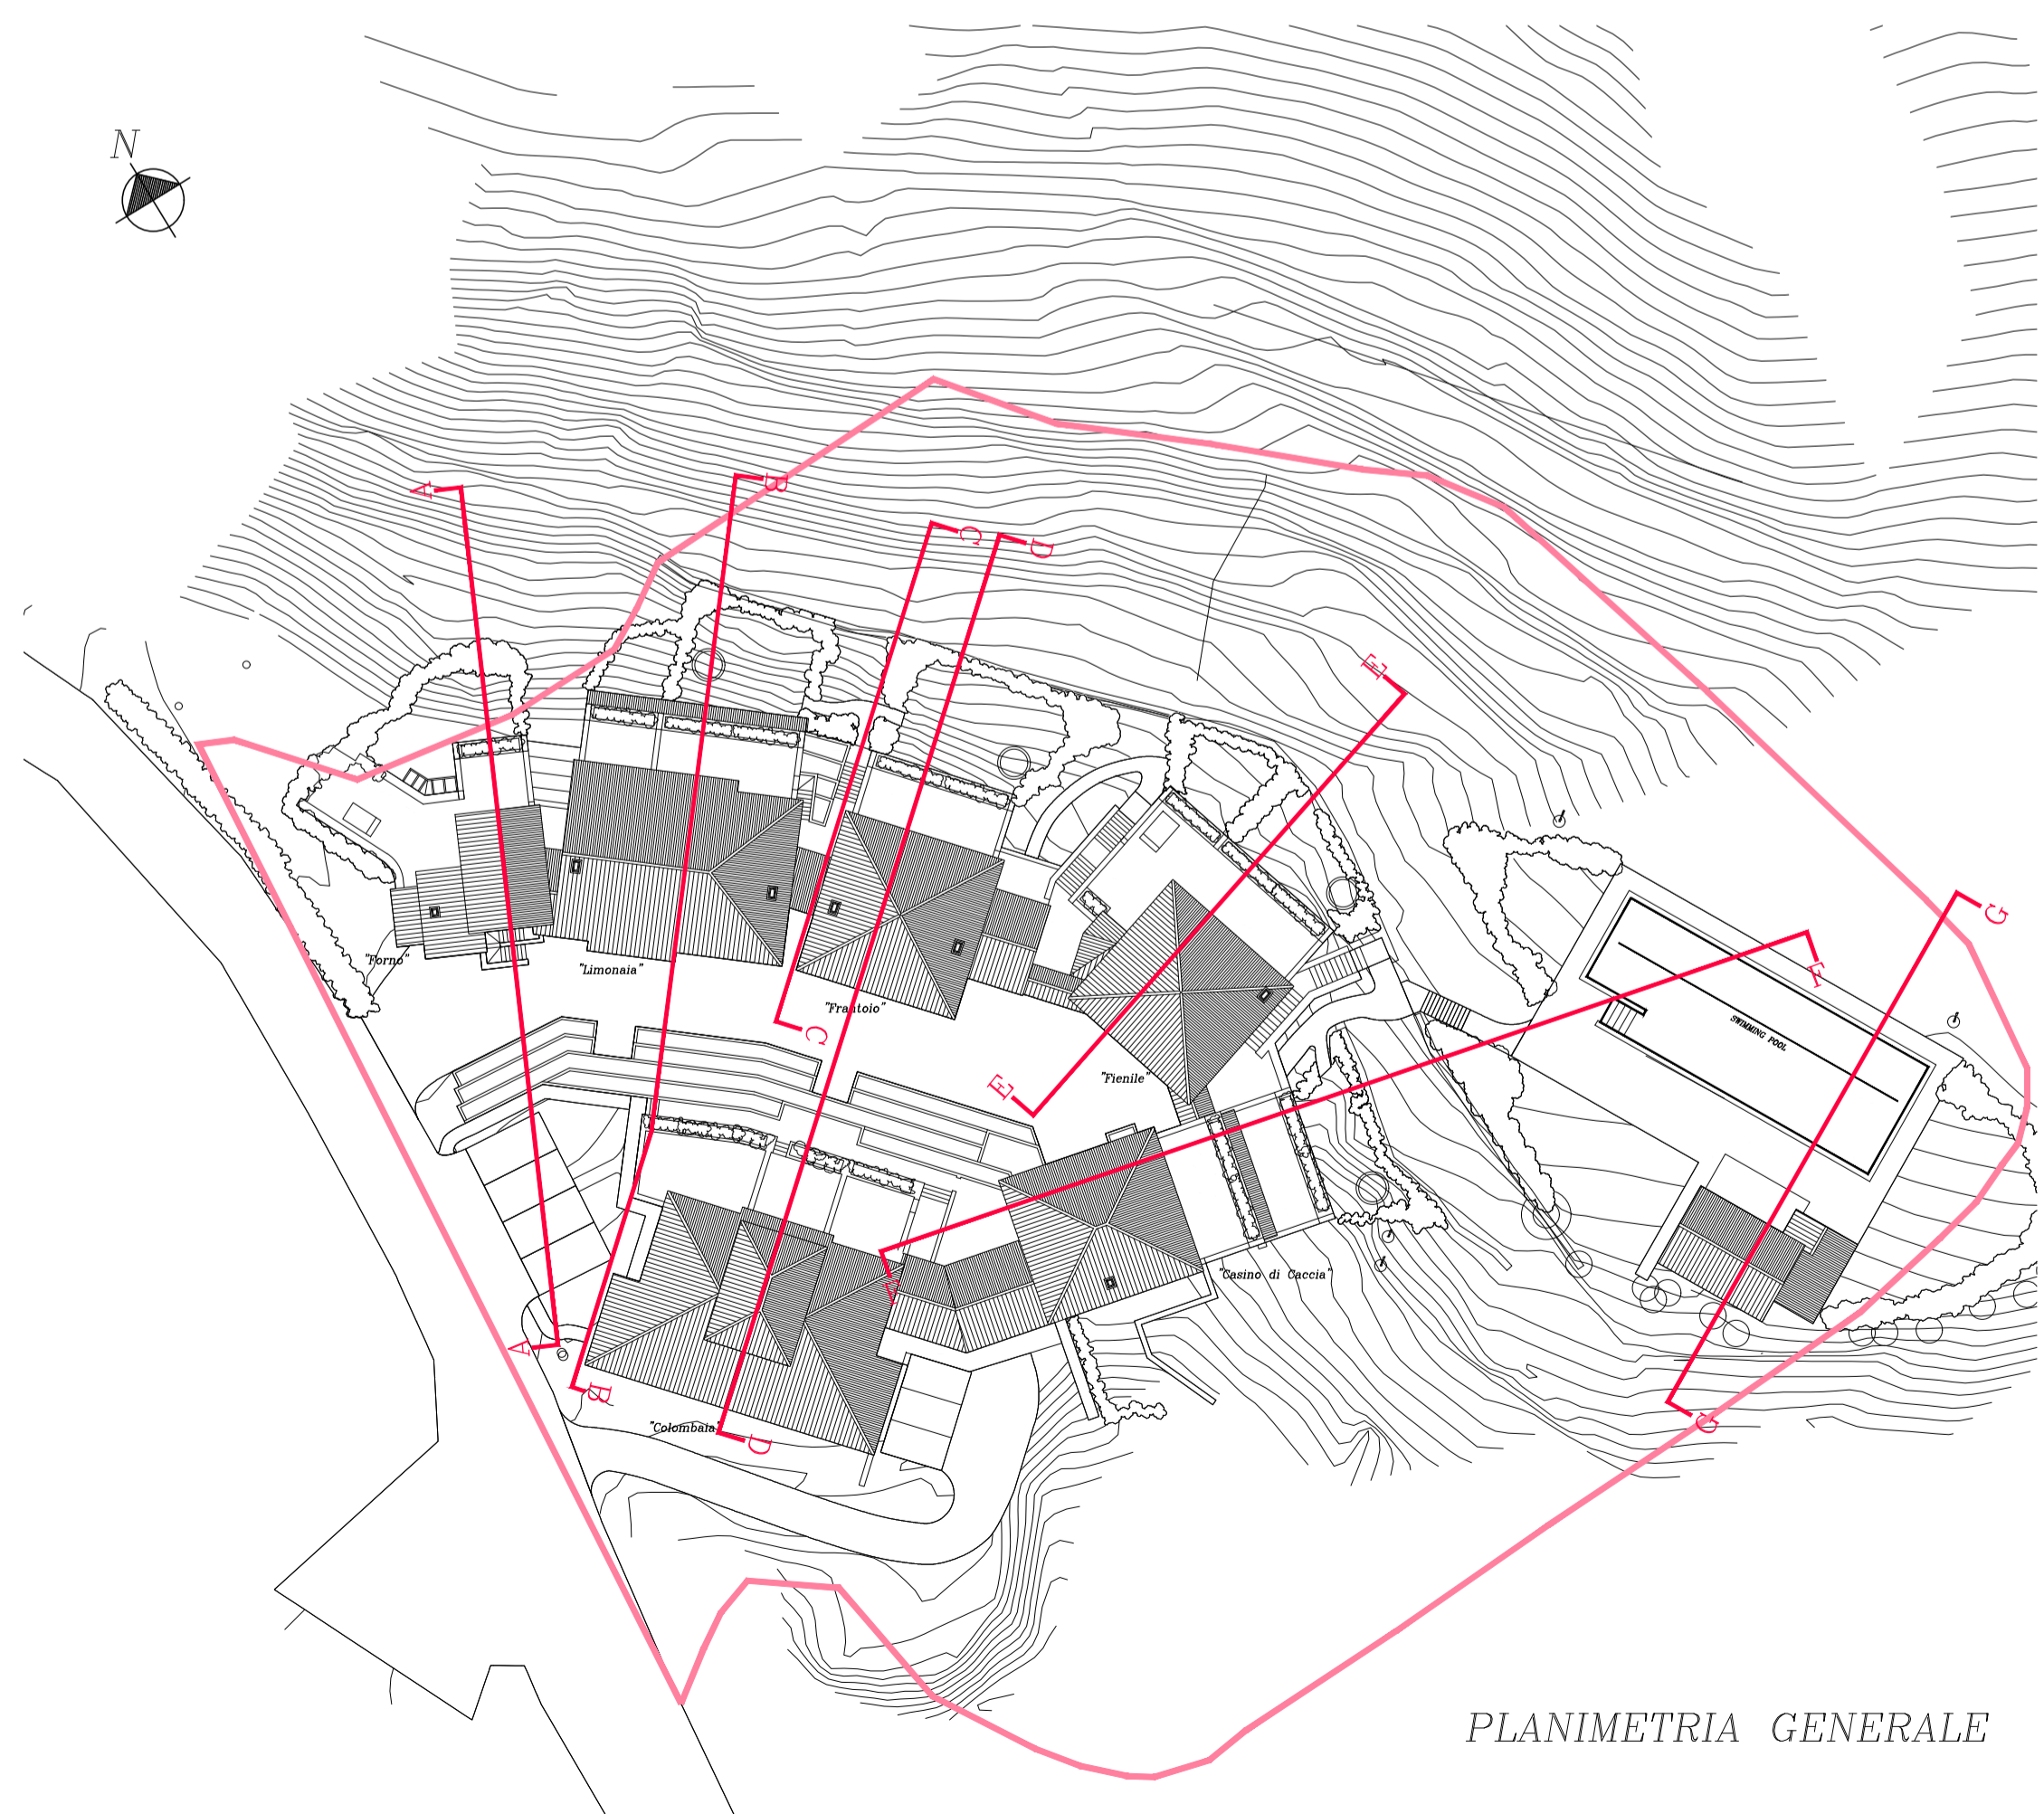 N
A
B
C
D
E
"Forno"
"Limonaia"
"Frantoio"
G
F
SWIMMING POOL
C
E
"Fienile"
"Casino di Caccia"
F
A
B
"Colombaia"
D
G
PLANIMETRIA GENERALE